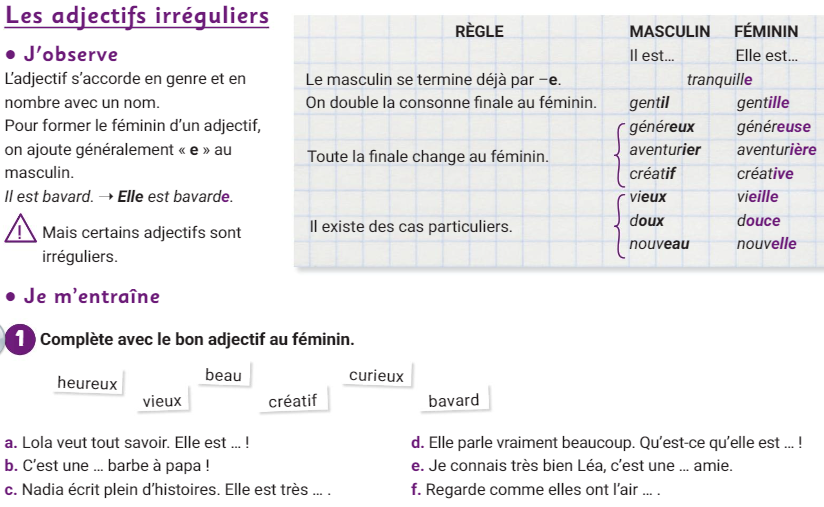 Les adjectifs irréguliers
• J'observe
L'adjectif s'accorde en genre et en
nombre avec un nom.
Pour former le féminin d'un adjectif,
on ajoute généralement « e » au
masculin.
Il est bavard. → Elle est bavarde.
Mais certains adjectifs sont
irréguliers.
RÈGLE MASCULIN FÉMININ
Il est... Elle est...
Le masculin se termine déjà par –e. tranquille
On double la consonne finale au féminin. gentil gentille
généreux généreuse
Toute la finale change au féminin. aventurier aventurière
créatif créative
vieux vieille
Il existe des cas particuliers. doux douce
nouveau nouvelle
• Je m'entraîne
1 Complète avec le bon adjectif au féminin.
heureux
vieux
beau
créatif
curieux
bavard
a. Lola veut tout savoir. Elle est ... !
b. C'est une ... barbe à papa !
c. Nadia écrit plein d'histoires. Elle est très ... .
d. Elle parle vraiment beaucoup. Qu'est-ce qu'elle est ... !
e. Je connais très bien Léa, c'est une ... amie.
f. Regarde comme elles ont l'air ... .